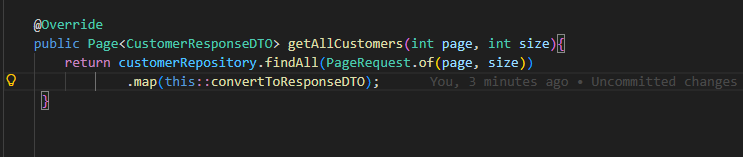 @Override
public Page<CustomerResponseDTO> getAllCustomers(int page, int size){
return customerRepository.findAll(PageRequest.of(page, size))
.map(this::convertToResponseDTO); You, 3 minutes ago • Uncommitted changes
}